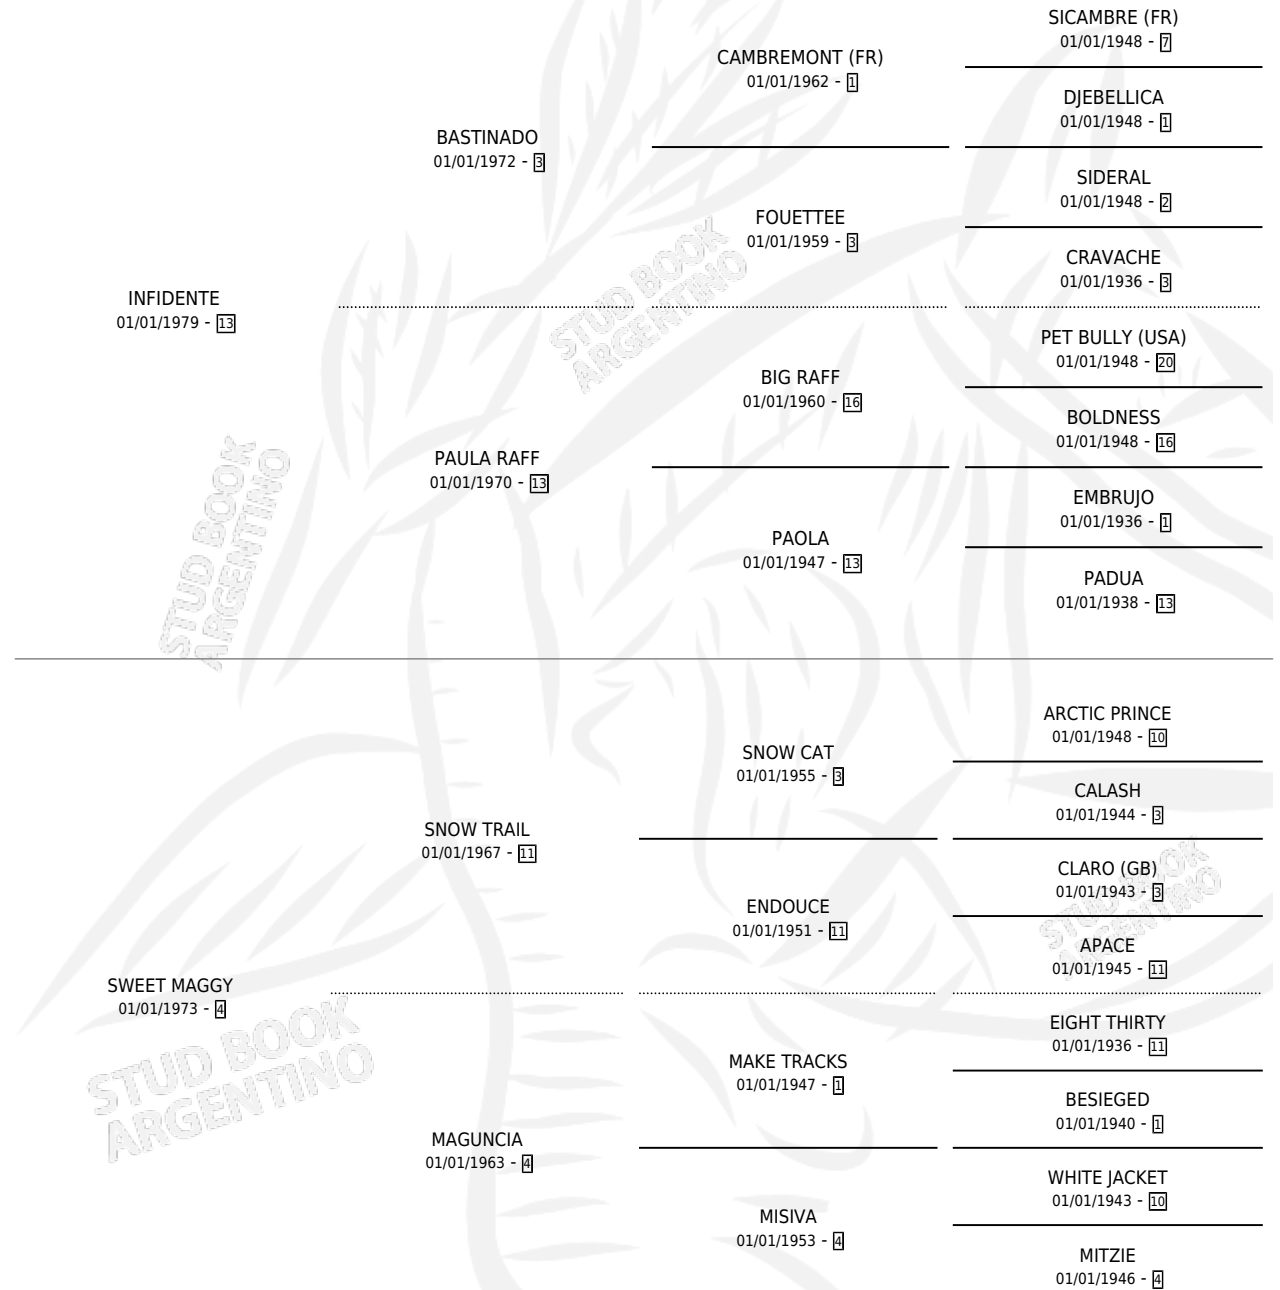 SICAMBRE (FR)
01/01/1948 - 7
CAMBREMONT (FR)
01/01/1962 - 1
DJEBELLICA
01/01/1948 - 1
BASTINADO
01/01/1972 - 3
SIDERAL
01/01/1948 - 2
FOUETTEE
01/01/1959 - 3
CRAVACHE
01/01/1936 - 3
INFIDENTE
01/01/1979 - 13
PET BULLY (USA)
01/01/1948 - 20
BIG RAFF
01/01/1960 - 16
BOLDNESS
01/01/1948 - 16
PAULA RAFF
01/01/1970 - 13
EMBRUJO
01/01/1936 - 1
PAOLA
01/01/1947 - 13
PADUA
01/01/1938 - 13
STUD BOOK
ARGENTINO
STUD BOOK
ARGENTINO
ARCTIC PRINCE
01/01/1948 - 10
SNOW CAT
01/01/1955 - 3
CALASH
01/01/1944 - 3
SNOW TRAIL
01/01/1967 - 11
CLARO (GB)
01/01/1943 - 3
ENDOUCE
01/01/1951 - 11
APACE
01/01/1945 - 11
STUD BOOK
ARGENTINO
SWEET MAGGY
01/01/1973 - 4
EIGHT THIRTY
01/01/1936 - 11
MAKE TRACKS
01/01/1947 - 1
BESIEGED
01/01/1940 - 1
STUD BOOK
ARGENTINO
MAGUNCIA
01/01/1963 - 4
WHITE JACKET
01/01/1943 - 10
MISIVA
01/01/1953 - 4
MITZIE
01/01/1946 - 4